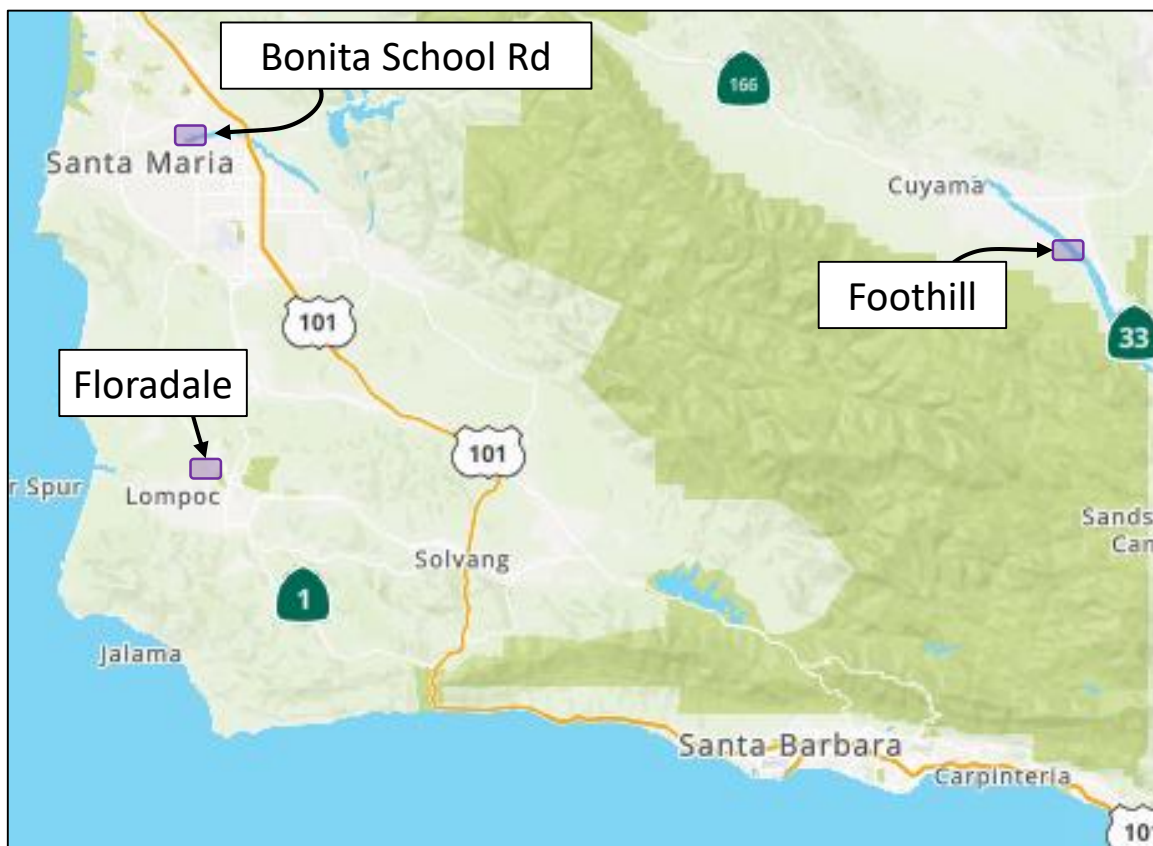 Bonita School Rd
166
Santa Maria
Cuyama
Foothill
101
33
Floradale
101
r Spur
Lompoc
Sands
Can
Solvang
1
Jalama
Santa Barbara
Carpinteria
101